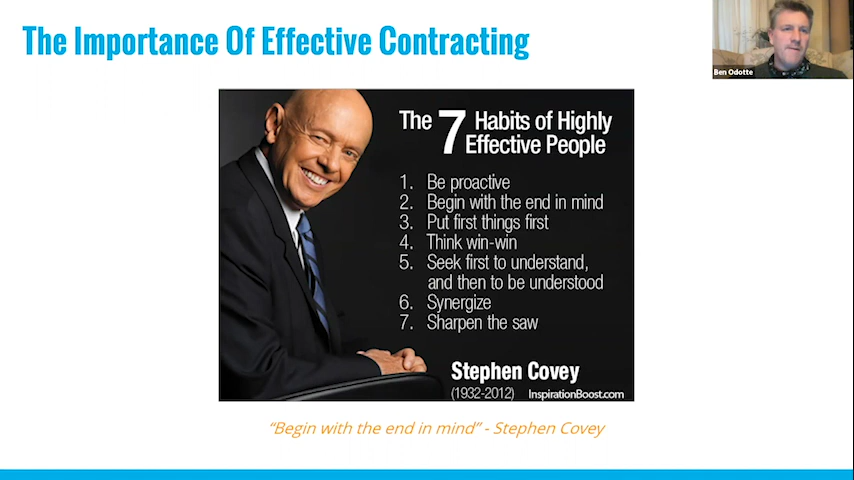 The Importance Of Effective Contracting
Ben Odotte
The 7 Habits of Highly
Effective People
1. Be proactive
2. Begin with the end in mind
3. Put first things first
4. Think win-win
5. Seek first to understand,
and then to be understood
6. Synergize
7. Sharpen the saw
Stephen Covey
(1932-2012) InspirationBoost.com
“Begin with the end in mind” - Stephen Covey